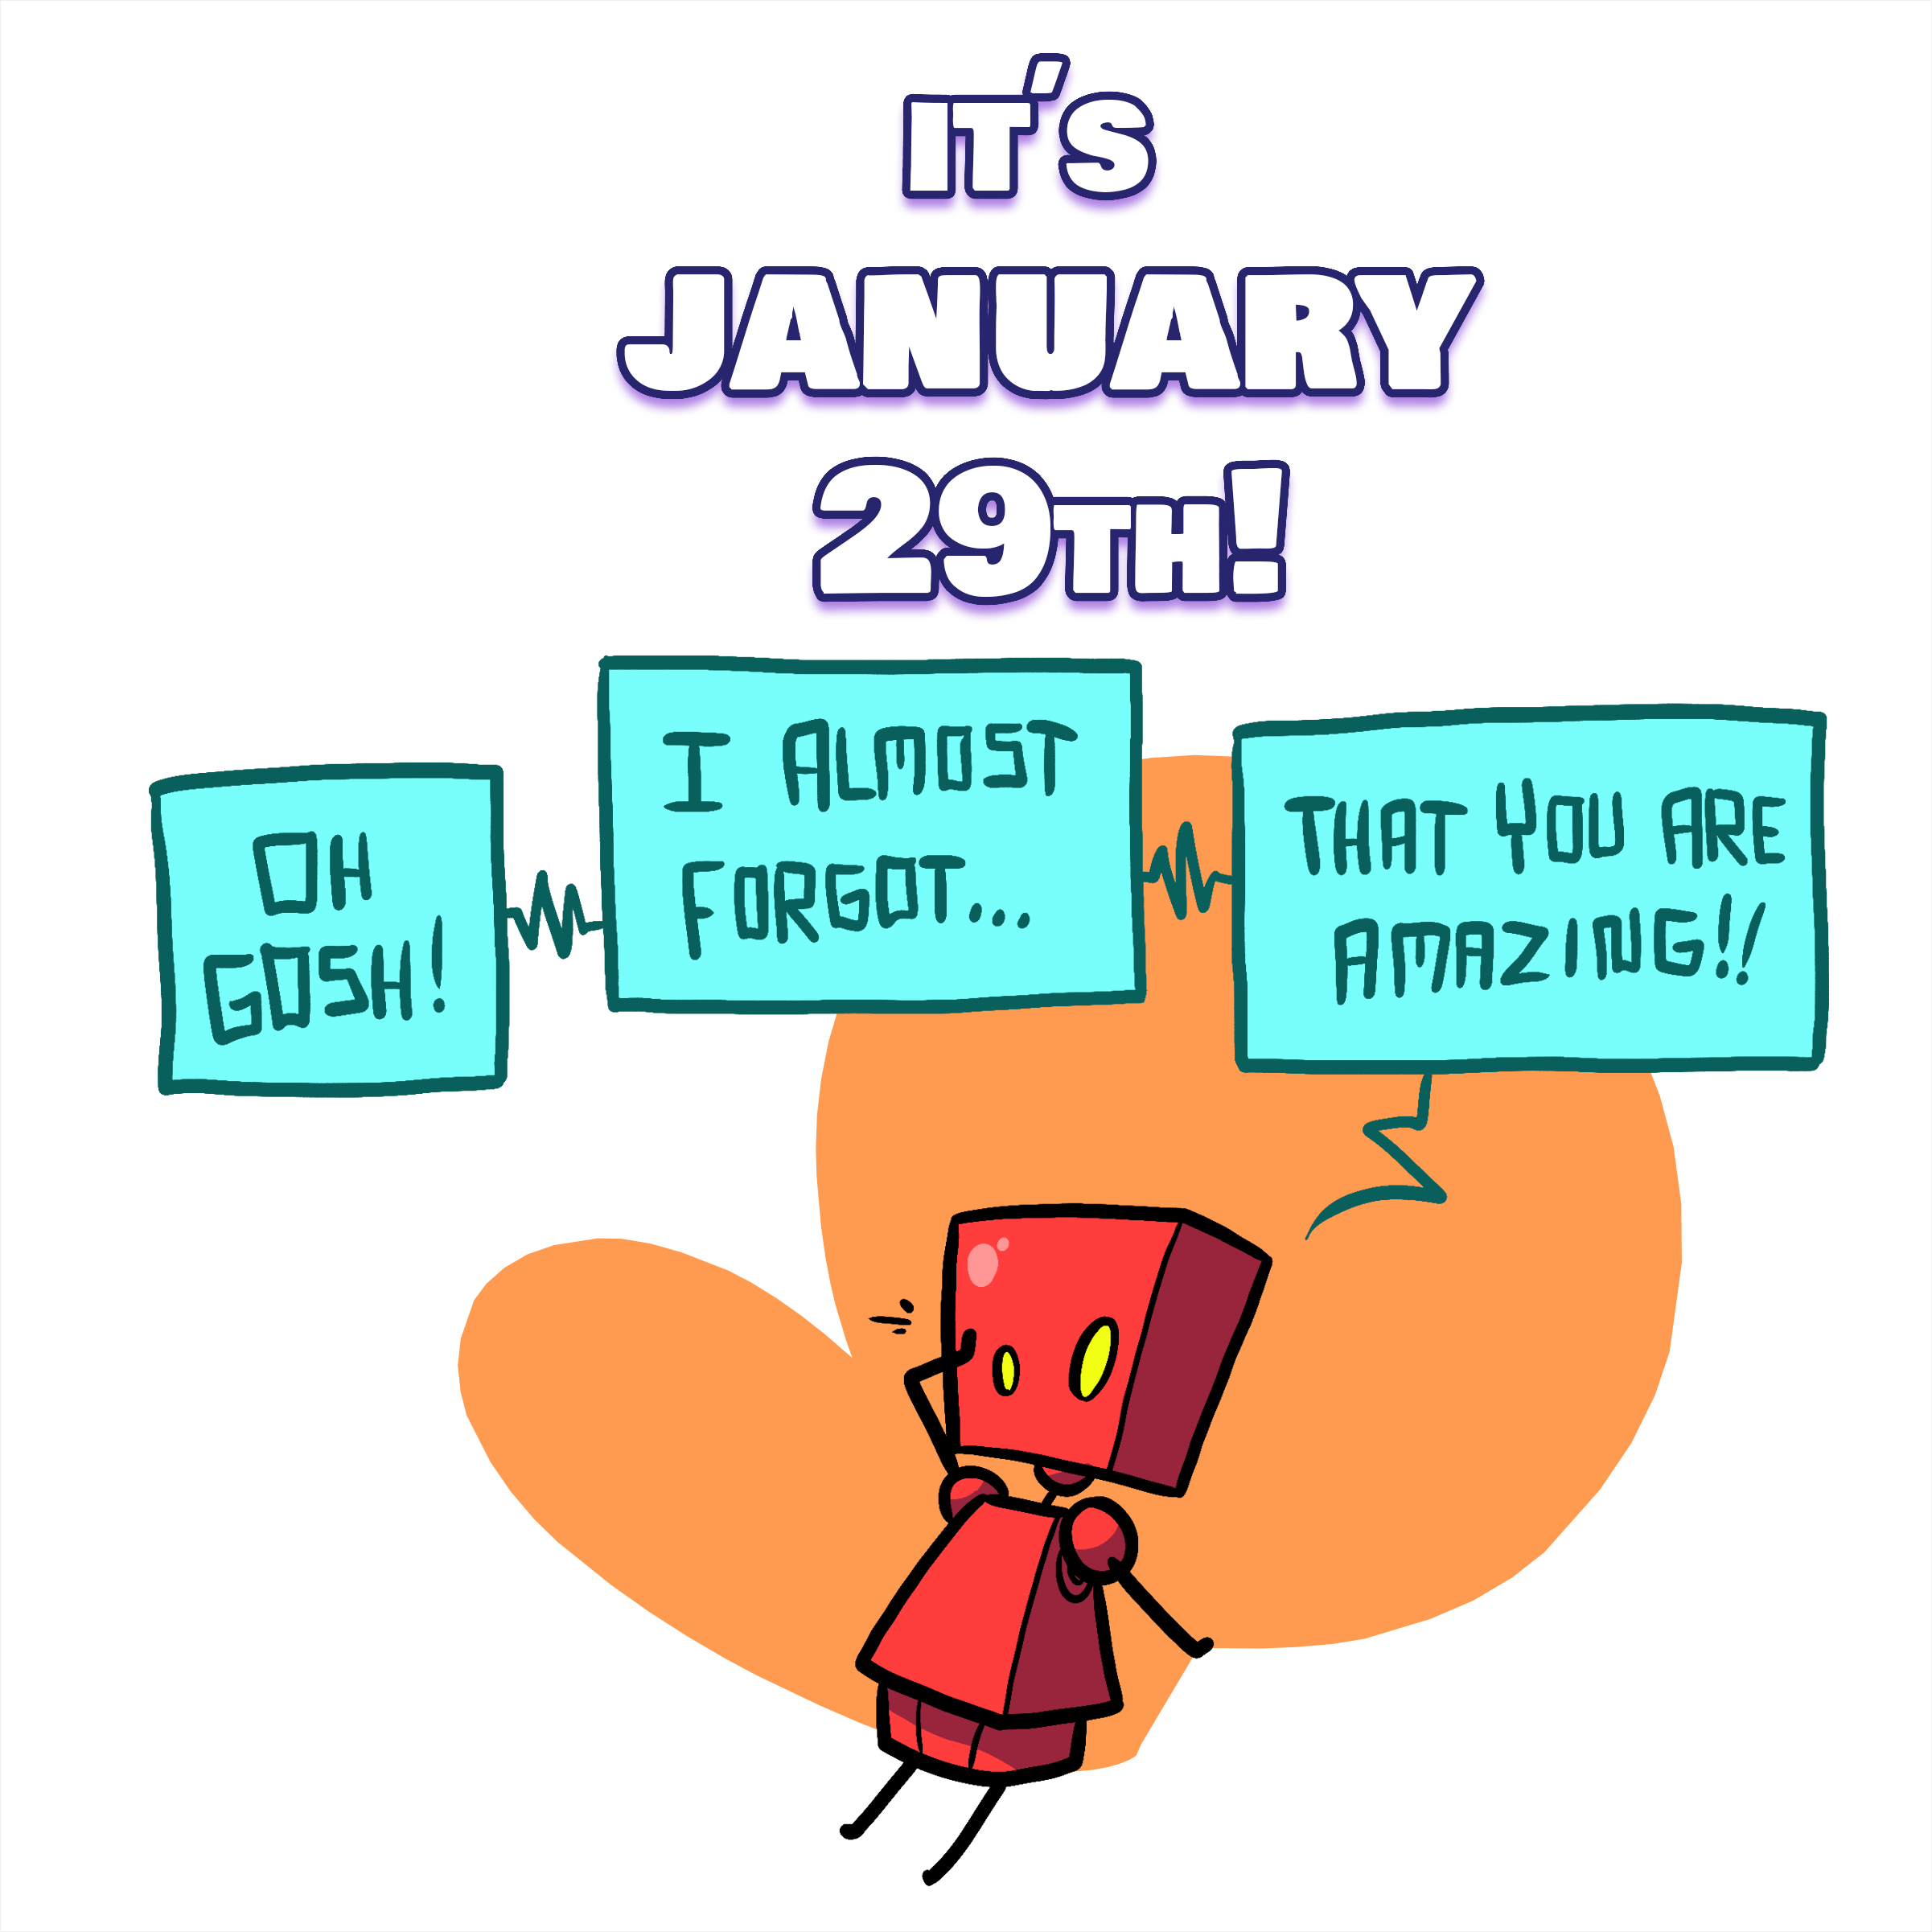 IT'S
JANUARY
29TH!
OH
GOSH!
I ALMOST
FORGOT...
THAT YOU ARE
AMAZING!!